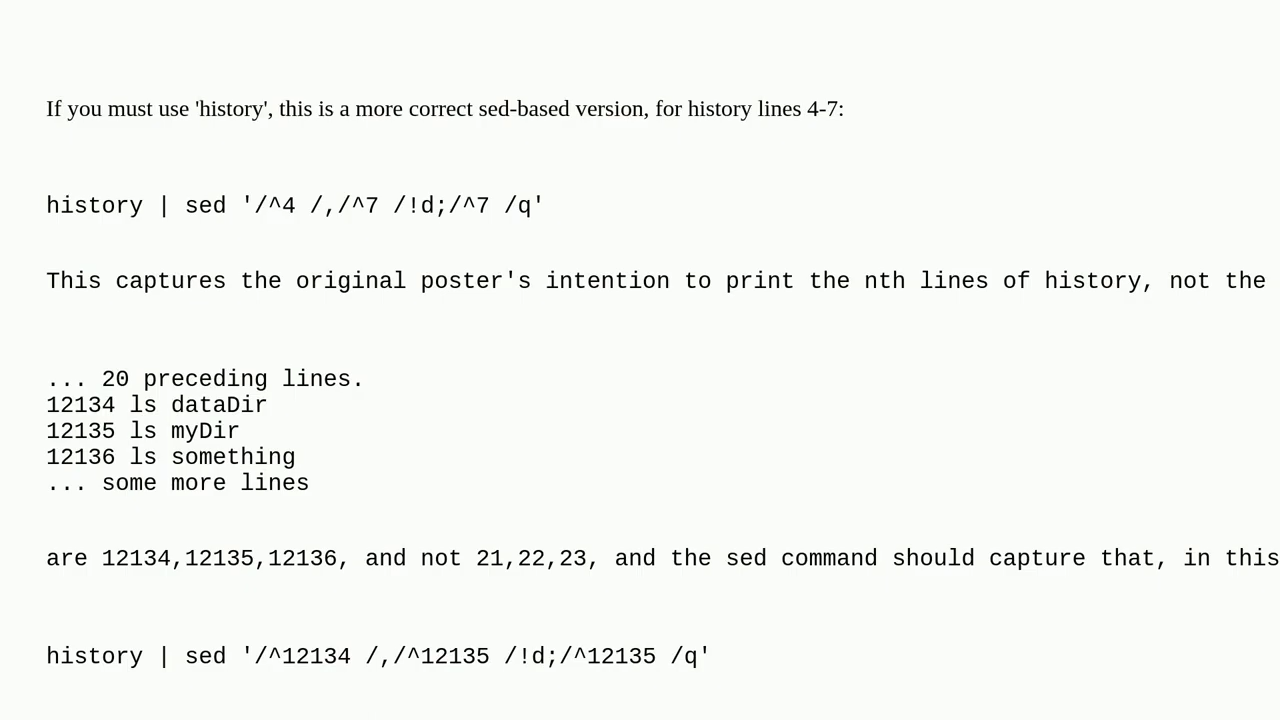 If you must use 'history', this is a more correct sed-based version, for history lines 4-7:
history | sed '/^4 /,/^7 /!d;/^7 /q'
This captures the original poster's intention to print the nth lines of history, not the
... 20 preceding lines.
12134 ls dataDir
12135 ls myDir
12136 ls something
... some more lines
are 12134,12135,12136, and not 21,22,23, and the sed command should capture that, in this
history | sed '/^12134 /,/^12135 /!d;/^12135 /q'